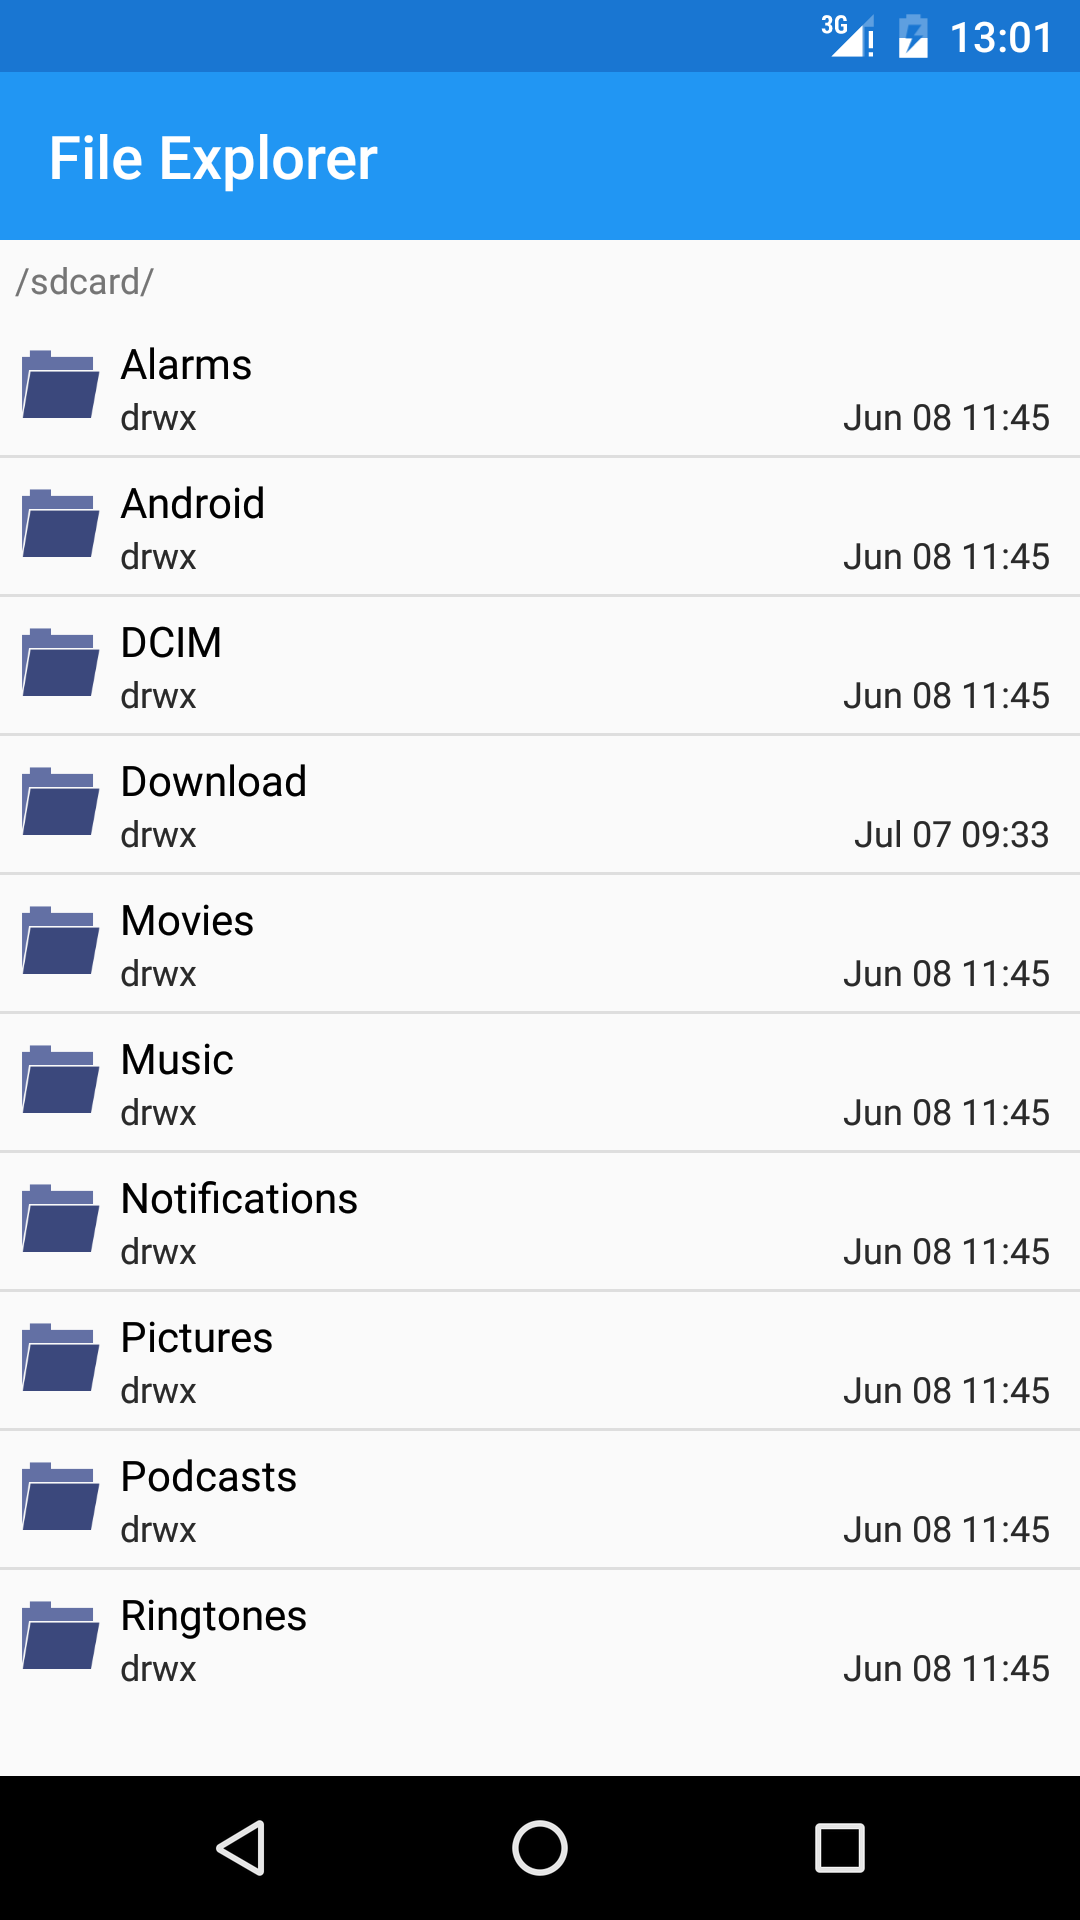 3G 13:01
File Explorer
/sdcard/
Alarms
drwx Jun 08 11:45
Android
drwx Jun 08 11:45
DCIM
drwx Jun 08 11:45
Download
drwx Jul 07 09:33
Movies
drwx Jun 08 11:45
Music
drwx Jun 08 11:45
Notifications
drwx Jun 08 11:45
Pictures
drwx Jun 08 11:45
Podcasts
drwx Jun 08 11:45
Ringtones
drwx Jun 08 11:45